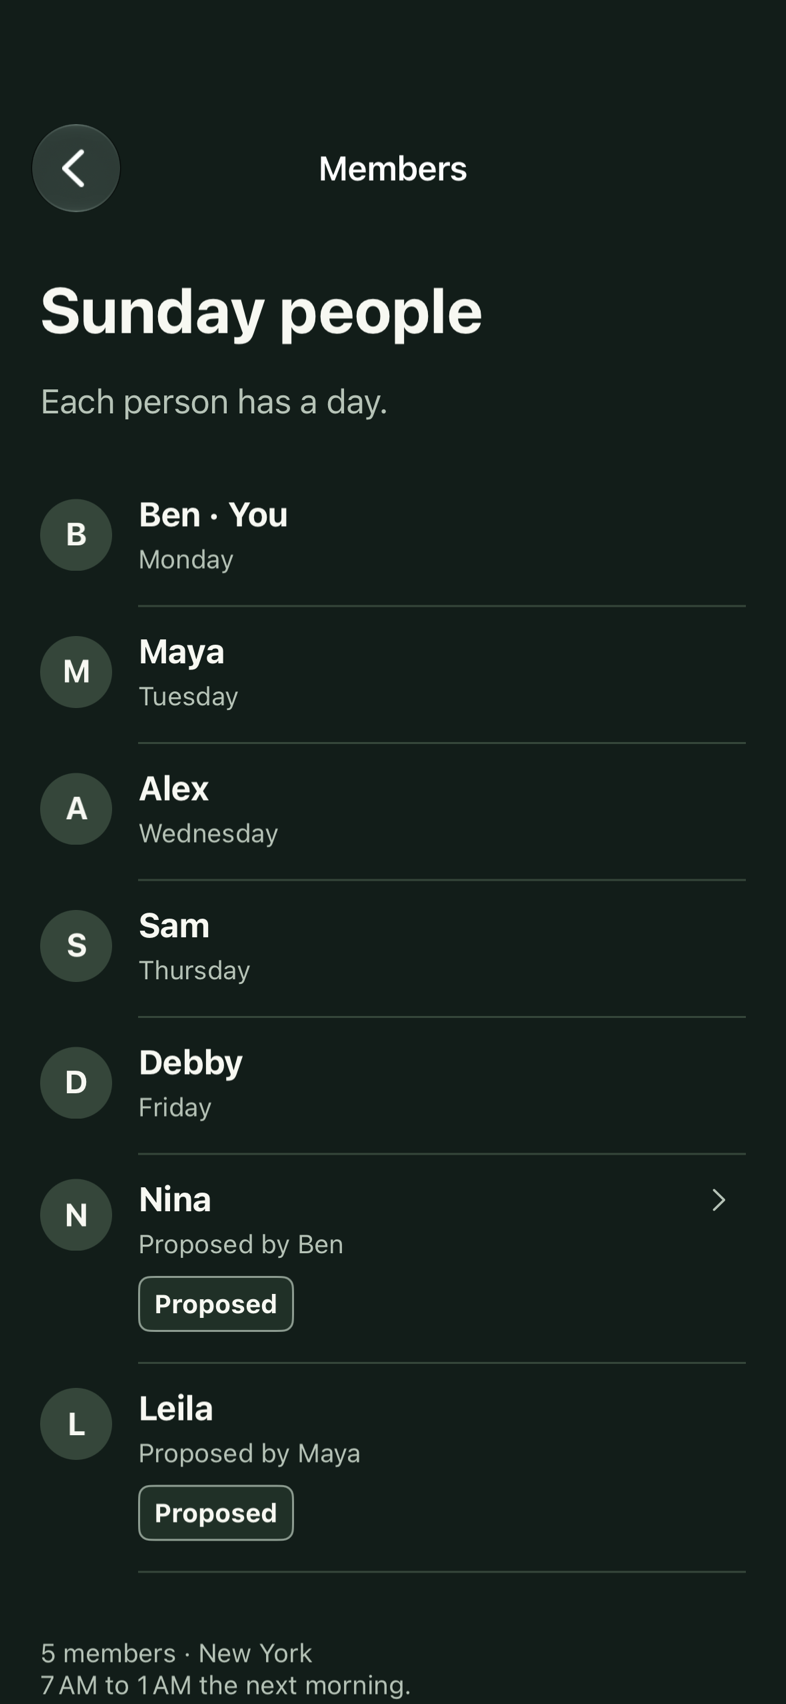 Members
Sunday people
Each person has a day.
B
Ben · You
Monday
M
Maya
Tuesday
A
Alex
Wednesday
S
Sam
Thursday
D
Debby
Friday
N
Nina
Proposed by Ben
Proposed
L
Leila
Proposed by Maya
Proposed
5 members · New York
7 AM to 1 AM the next morning.